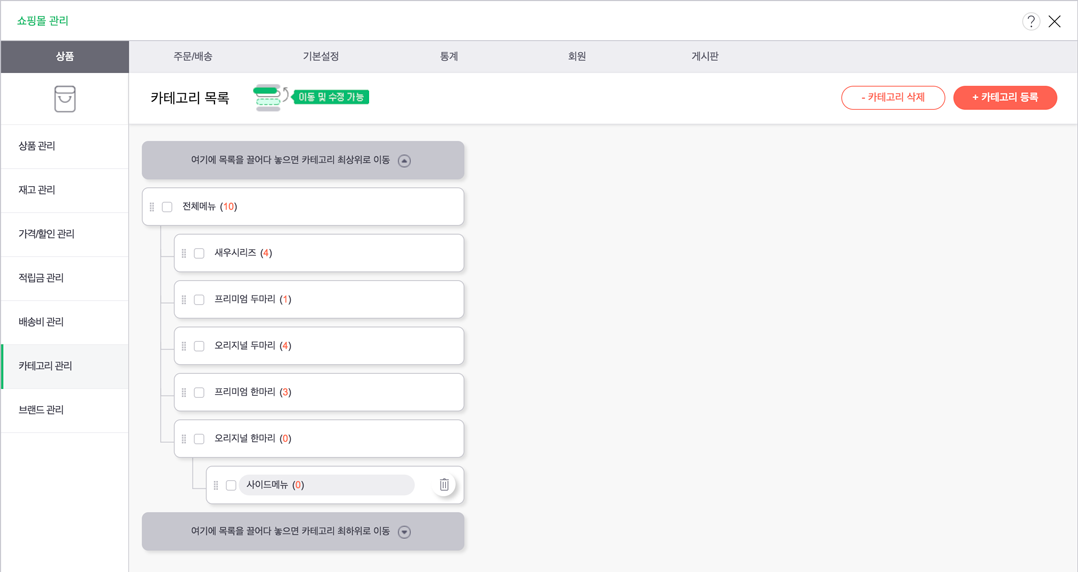 쇼핑몰 관리
?
상품 주문/배송 기본설정 통계 회원 게시판
카테고리 목록 이동 및 수정 가능 - 카테고리 삭제 + 카테고리 등록
상품 관리
재고 관리
가격/할인 관리
적립금 관리
배송비 관리
카테고리 관리
브랜드 관리
여기에 목록을 끌어다 놓으면 카테고리 최상위로 이동
전체메뉴 (10)
새우시리즈 (4)
프리미엄 두마리 (1)
오리지널 두마리 (4)
프리미엄 한마리 (3)
오리지널 한마리 (0)
사이드메뉴 (0)
여기에 목록을 끌어다 놓으면 카테고리 최하위로 이동